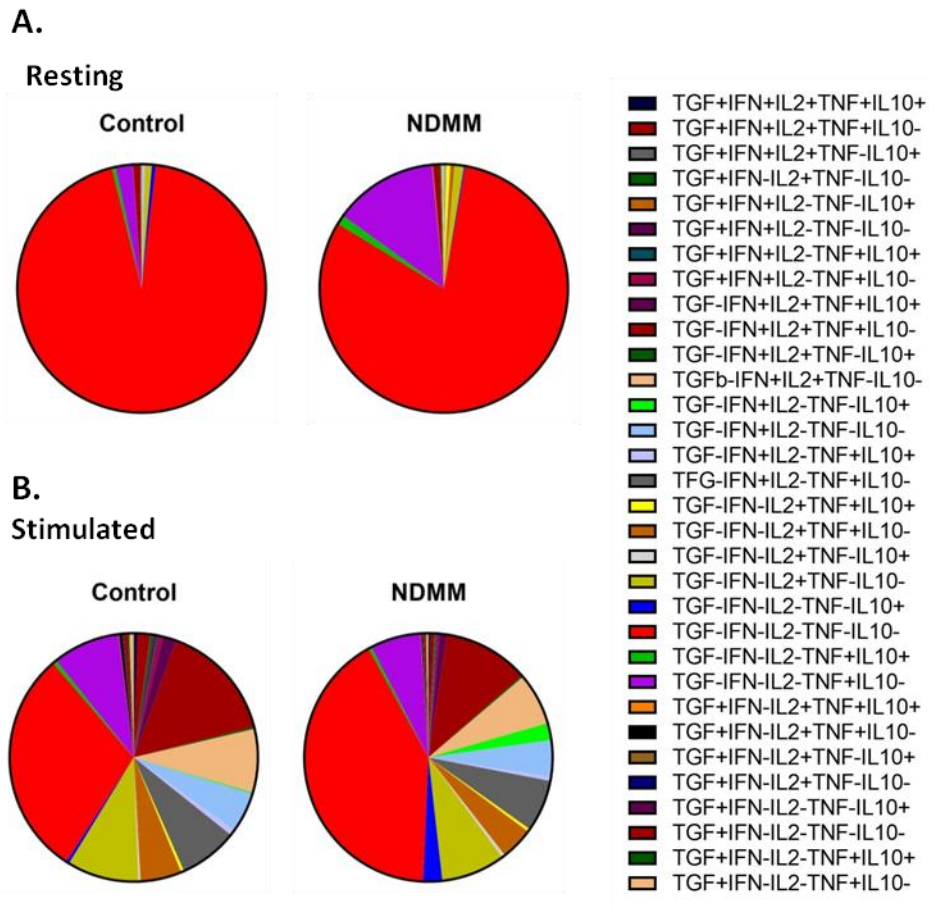 A.
Resting
Control
NDMM
B.
Stimulated
Control
NDMM
TGF+IFN+IL2+TNF+IL10+
TGF+IFN+IL2+TNF+IL10-
TGF+IFN+IL2+TNF-IL10+
TGF+IFN-IL2+TNF-IL10-
TGF+IFN+IL2-TNF-IL10+
TGF+IFN+IL2-TNF-IL10-
TGF+IFN+IL2-TNF+IL10+
TGF+IFN+IL2-TNF+IL10-
TGF-IFN+IL2+TNF+IL10+
TGF-IFN+IL2+TNF+IL10-
TGF-IFN+IL2+TNF-IL10+
TGFb-IFN+IL2+TNF-IL10-
TGF-IFN+IL2-TNF-IL10+
TGF-IFN+IL2-TNF-IL10-
TGF-IFN+IL2-TNF+IL10+
TFG-IFN+IL2-TNF+IL10-
TGF-IFN-IL2+TNF+IL10+
TGF-IFN-IL2+TNF+IL10-
TGF-IFN-IL2+TNF-IL10+
TGF-IFN-IL2+TNF-IL10-
TGF-IFN-IL2-TNF-IL10+
TGF-IFN-IL2-TNF-IL10-
TGF-IFN-IL2-TNF+IL10+
TGF-IFN-IL2-TNF+IL10-
TGF+IFN-IL2+TNF+IL10+
TGF+IFN-IL2+TNF+IL10-
TGF+IFN-IL2+TNF-IL10+
TGF+IFN-IL2+TNF-IL10-
TGF+IFN-IL2-TNF-IL10+
TGF+IFN-IL2-TNF-IL10-
TGF+IFN-IL2-TNF+IL10+
TGF+IFN-IL2-TNF+IL10-